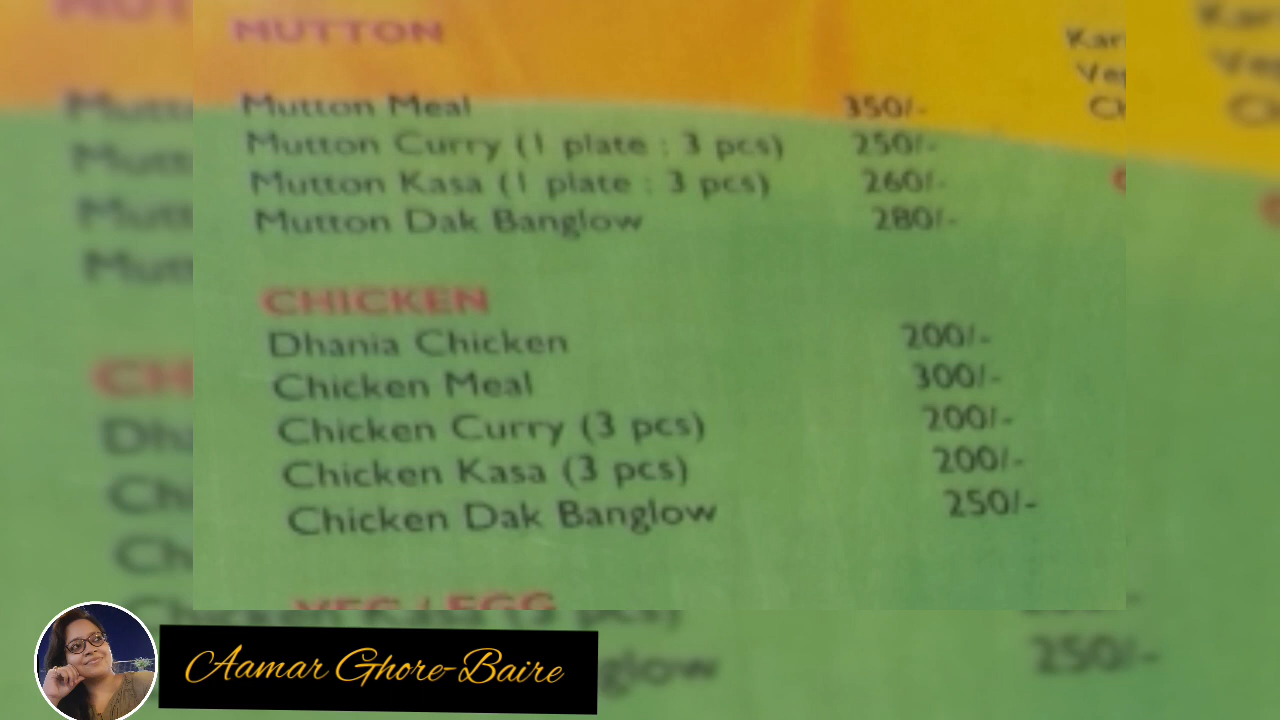 MUTTON
Mutton Meal 350/-
Mutton Curry (1 plate : 3 pcs) 250/-
Mutton Kasa (1 plate : 3 pcs) 260/-
Mutton Dak Banglow 280/-
CHICKEN
Dhania Chicken 200/-
Chicken Meal 300/-
Chicken Curry (3 pcs) 200/-
Chicken Kasa (3 pcs) 200/-
Chicken Dak Banglow 250/-
VEG / EGG
Aamar Ghore-Baire